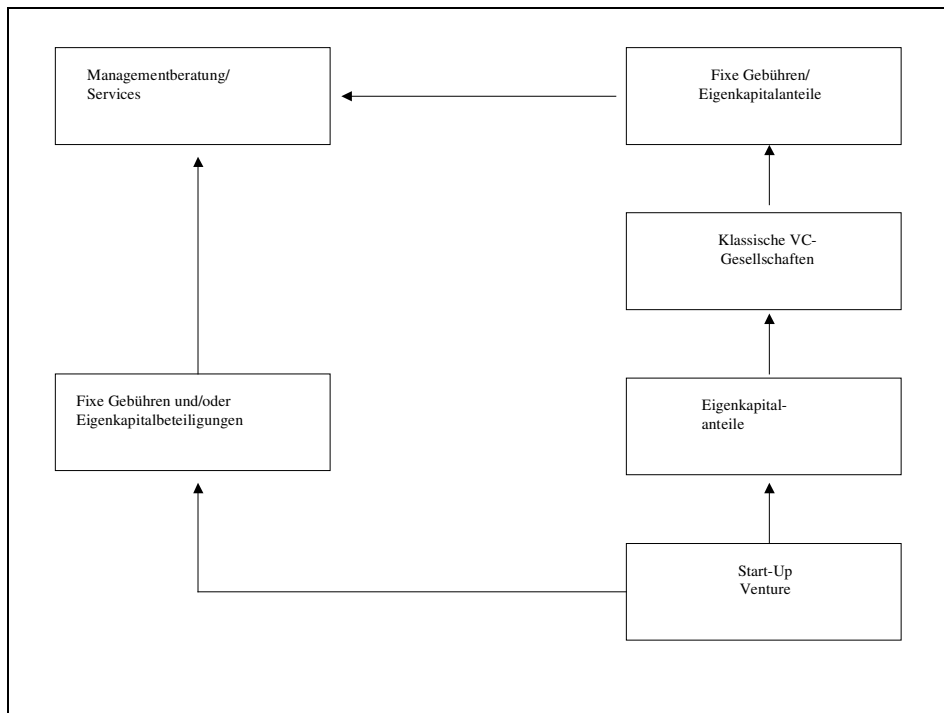 Managementberatung/
Services
Fixe Gebühren/
Eigenkapitalanteile
Klassische VC-
Gesellschaften
Fixe Gebühren und/oder
Eigenkapitalbeteiligungen
Eigenkapital-
anteile
Start-Up
Venture